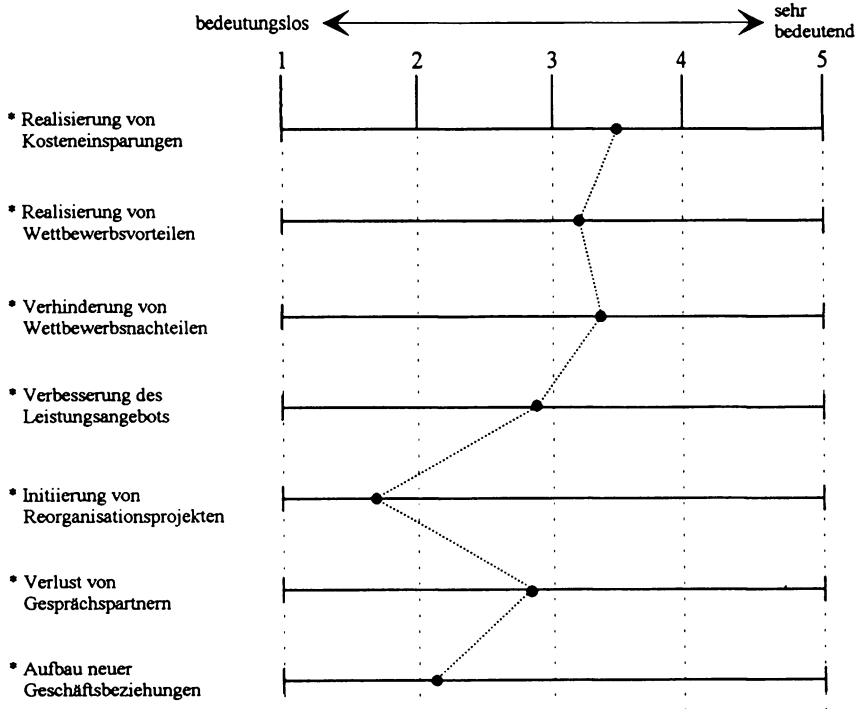 bedeutungslos
sehr
bedeutend
1 2 3 4 5
* Realisierung von
Kosteneinsparungen
* Realisierung von
Wettbewerbsvorteilen
* Verhinderung von
Wettbewerbsnachteilen
* Verbesserung des
Leistungsangebots
* Initiierung von
Reorganisationsprojekten
* Verlust von
Gesprächspartnern
* Aufbau neuer
Geschäftsbeziehungen